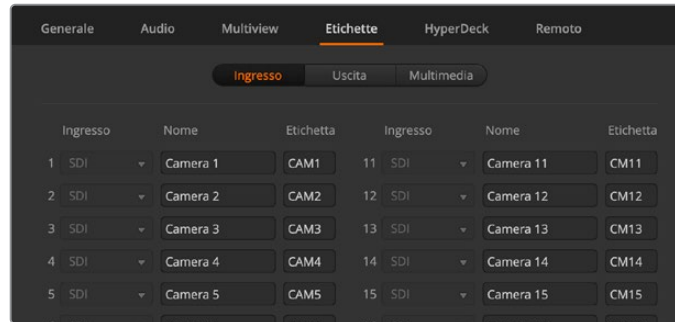 Generale Audio Multiview Etichette HyperDeck Remoto
Ingresso Uscita Multimedia
Ingresso Nome Etichetta Ingresso Nome Etichetta
1 SDI Camera 1 CAM1 11 SDI Camera 11 CM11
2 SDI Camera 2 CAM2 12 SDI Camera 12 CM12
3 SDI Camera 3 CAM3 13 SDI Camera 13 CM13
4 SDI Camera 4 CAM4 14 SDI Camera 14 CM14
5 SDI Camera 5 CAM5 15 SDI Camera 15 CM15